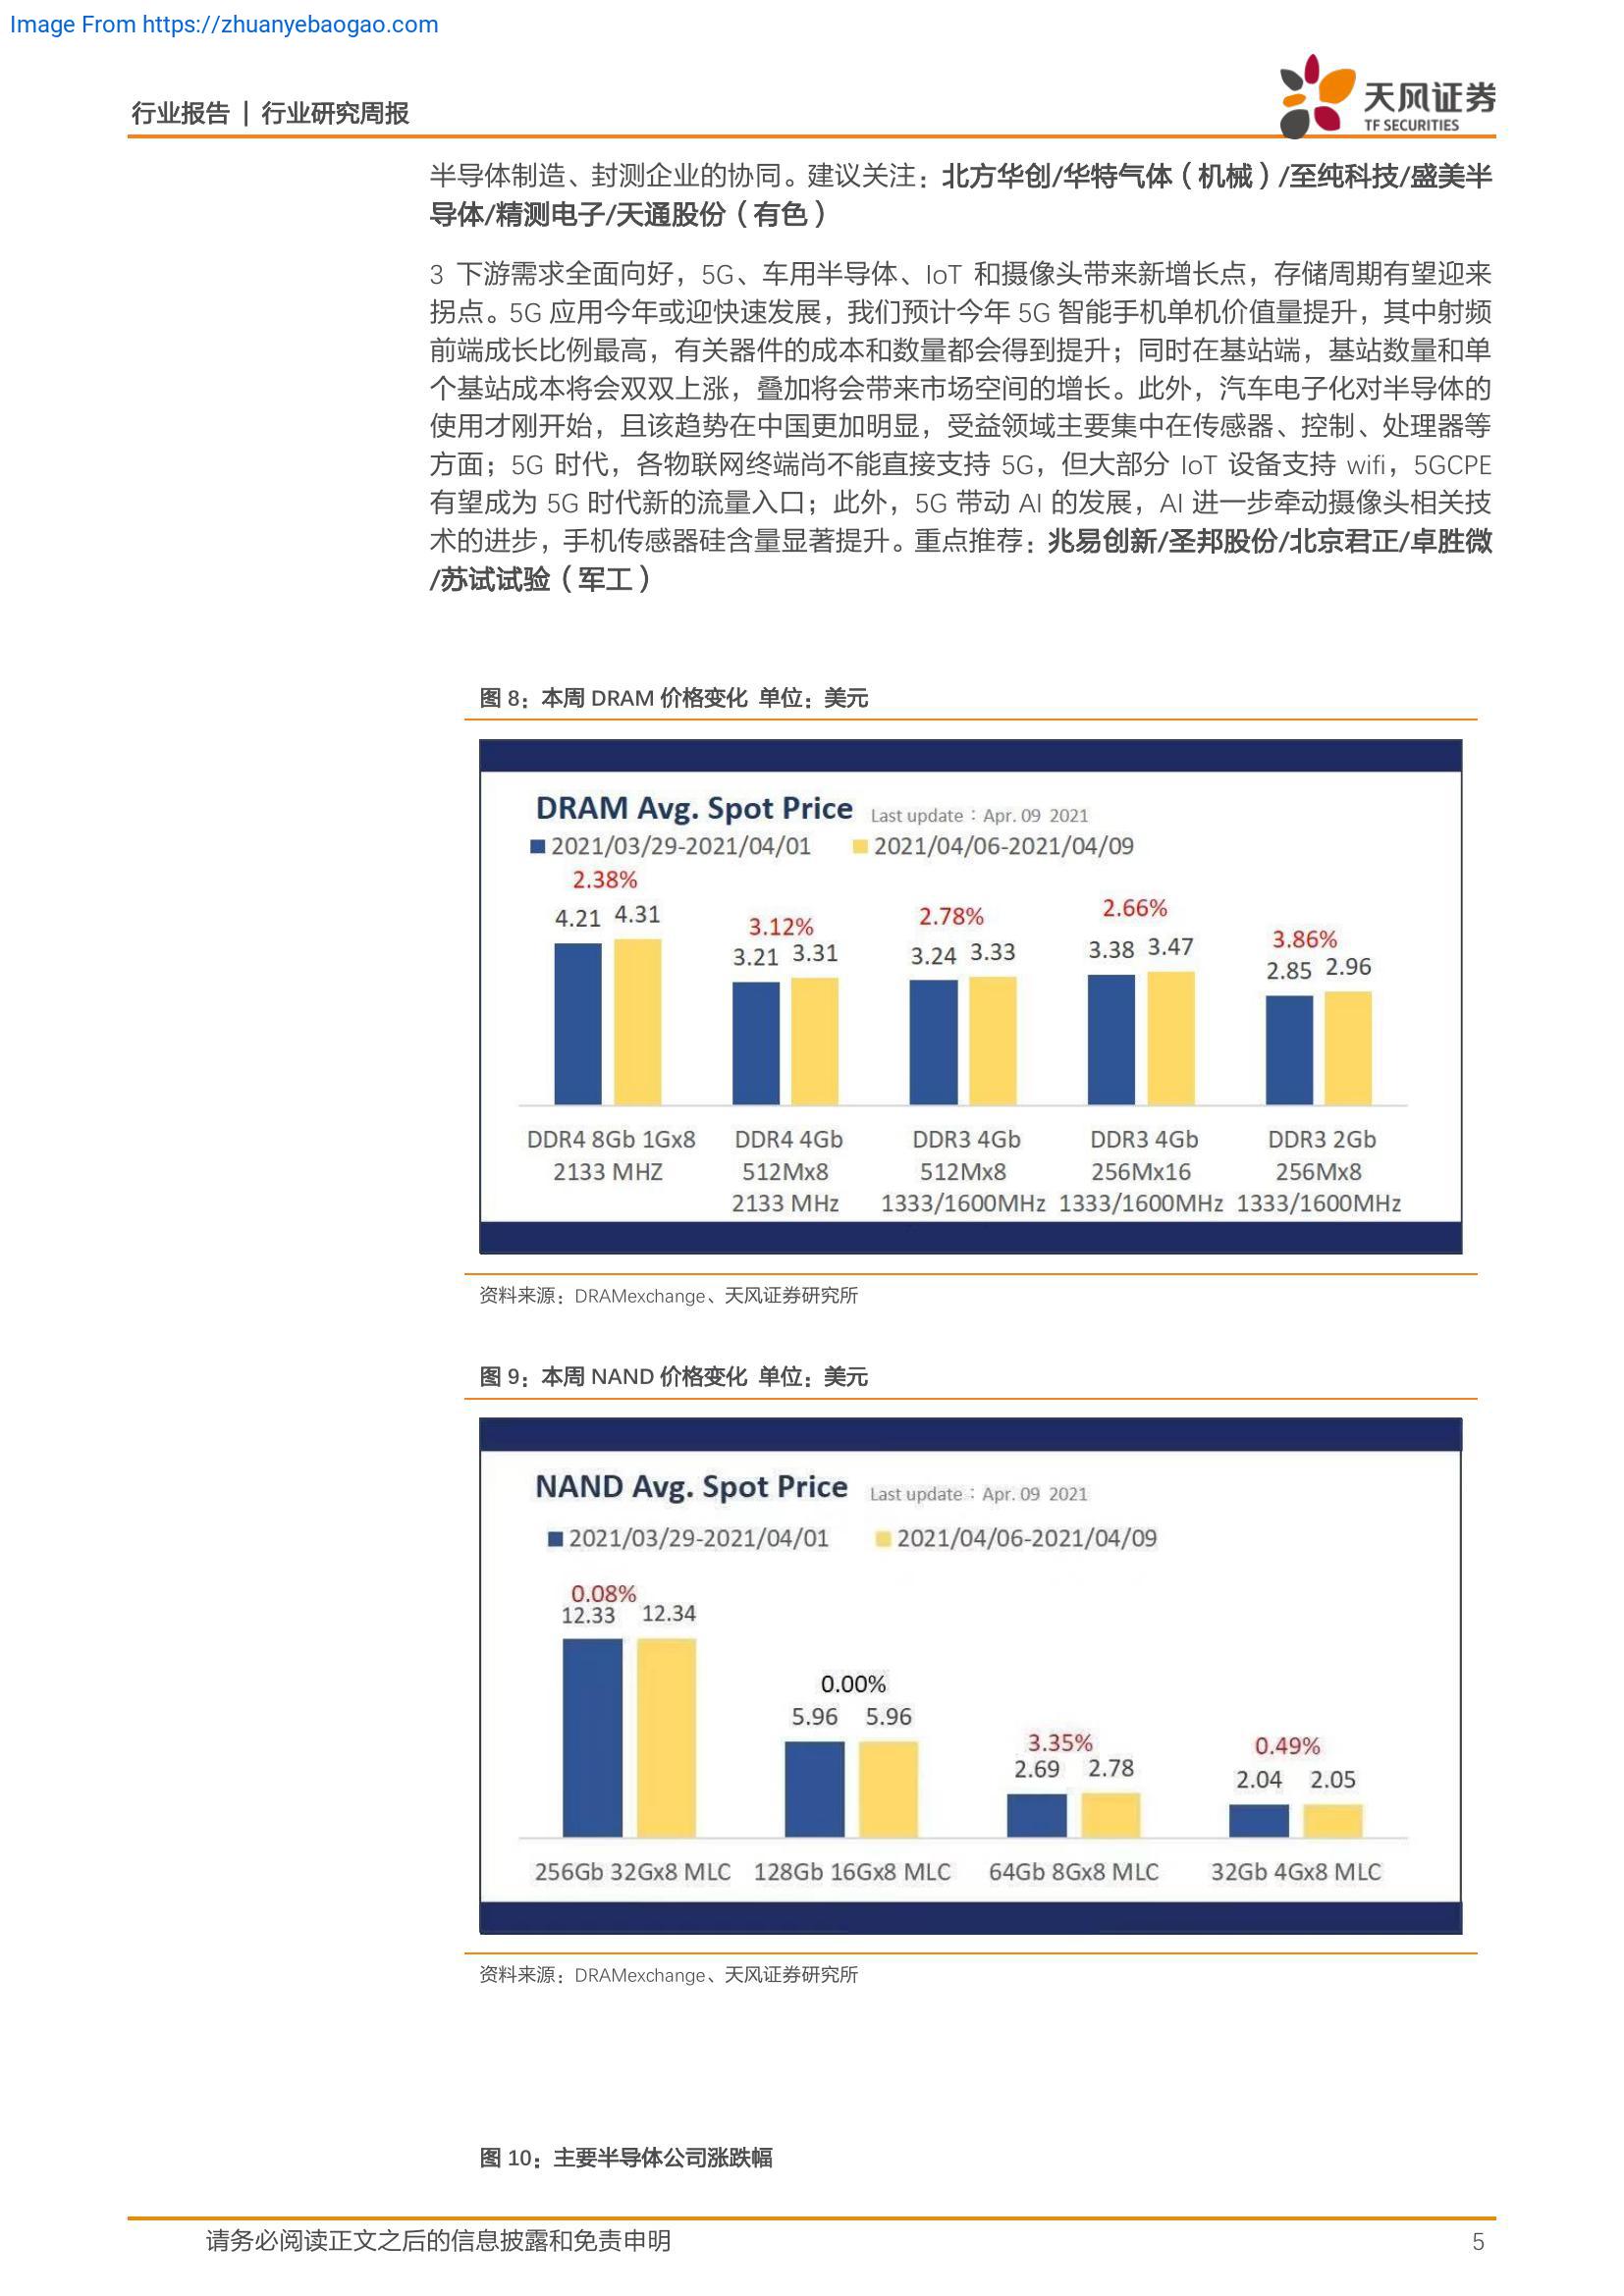 Image From https://zhuanyebaogao.com
行业报告 | 行业研究周报
天风证券
TF SECURITIES
半导体制造、封测企业的协同。建议关注：北方华创/华特气体（机械）/至纯科技/盛美半
导体/精测电子/天通股份（有色）
3 下游需求全面向好，5G、车用半导体、IoT 和摄像头带来新增长点，存储周期有望迎来
拐点。5G 应用今年或迎快速发展，我们预计今年 5G 智能手机单机价值量提升，其中射频
前端成长比例最高，有关器件的成本和数量都会得到提升；同时在基站端，基站数量和单
个基站成本将会双双上涨，叠加将会带来市场空间的增长。此外，汽车电子化对半导体的
使用才刚开始，且该趋势在中国更加明显，受益领域主要集中在传感器、控制、处理器等
方面；5G 时代，各物联网终端尚不能直接支持 5G，但大部分 IoT 设备支持 wifi，5GCPE
有望成为 5G 时代新的流量入口；此外，5G 带动 AI 的发展，AI 进一步牵动摄像头相关技
术的进步，手机传感器硅含量显著提升。重点推荐：兆易创新/圣邦股份/北京君正/卓胜微
/苏试试验（军工）
图 8：本周 DRAM 价格变化 单位：美元
DRAM Avg. Spot Price Last update：Apr. 09 2021
2021/03/29-2021/04/01 2021/04/06-2021/04/09
2.38% 3.12% 2.78% 2.66% 3.86%
4.21 4.31 3.21 3.31 3.24 3.33 3.38 3.47 2.85 2.96
DDR4 8Gb 1Gx8 DDR4 4Gb DDR3 4Gb DDR3 4Gb DDR3 2Gb
2133 MHZ 512Mx8 512Mx8 256Mx16 256Mx8
2133 MHz 1333/1600MHz 1333/1600MHz 1333/1600MHz
资料来源：DRAMexchange、天风证券研究所
图 9：本周 NAND 价格变化 单位：美元
NAND Avg. Spot Price Last update：Apr. 09 2021
2021/03/29-2021/04/01 2021/04/06-2021/04/09
0.08% 0.00% 3.35% 0.49%
12.33 12.34 5.96 5.96 2.69 2.78 2.04 2.05
256Gb 32Gx8 MLC 128Gb 16Gx8 MLC 64Gb 8Gx8 MLC 32Gb 4Gx8 MLC
资料来源：DRAMexchange、天风证券研究所
图 10：主要半导体公司涨跌幅
请务必阅读正文之后的信息披露和免责申明 5